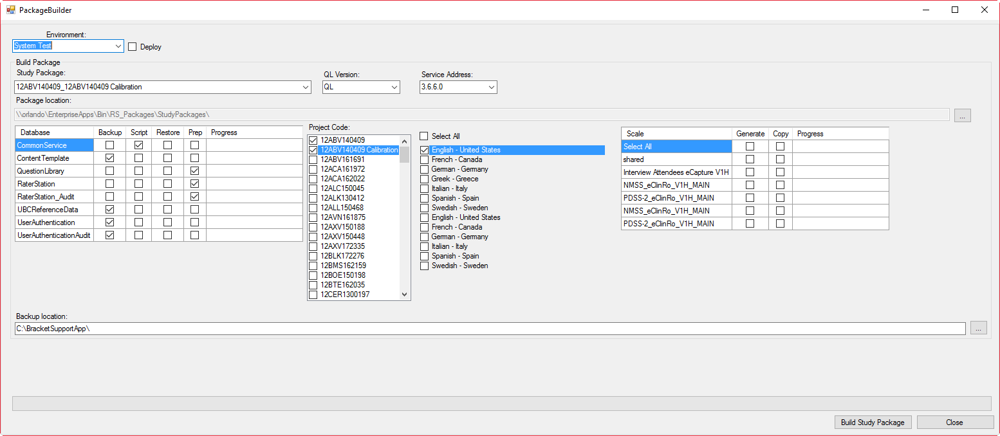 PackageBuilder
Environment:
System Test
Deploy
Build Package
Study Package:
QL Version:
Service Address:
12ABV140409_12ABV140409 Calibration
QL
3.6.6.0
Package location:
\\orlando\EnterpriseApps\Bin\RS_Packages\StudyPackages\
...
Database Backup Script Restore Prep Progress
CommonService
ContentTemplate
QuestionLibrary
RaterStation
RaterStation_Audit
UBCReferenceData
UserAuthentication
UserAuthenticationAudit
Project Code:
12ABV140409
12ABV140409 Calibration
12ABV161691
12ACA161972
12ACA162022
12ALC150045
12ALK130412
12ALL150468
12AVN161875
12AXV150188
12AXV150448
12AXV172335
12BLK172276
12BMS162159
12BOE150198
12BTE162035
12CER1300197
Select All
English - United States
French - Canada
German - Germany
Greek - Greece
Italian - Italy
Spanish - Spain
Swedish - Sweden
English - United States
French - Canada
German - Germany
Italian - Italy
Spanish - Spain
Swedish - Sweden
Scale Generate Copy Progress
Select All
shared
Interview Attendees eCapture V1H
NMSS_eClinRo_V1H_MAIN
PDSS-2_eClinRo_V1H_MAIN
NMSS_eClinRo_V1H_MAIN
PDSS-2_eClinRo_V1H_MAIN
Backup location:
C:\BracketSupportApp\
...
Build Study Package
Close